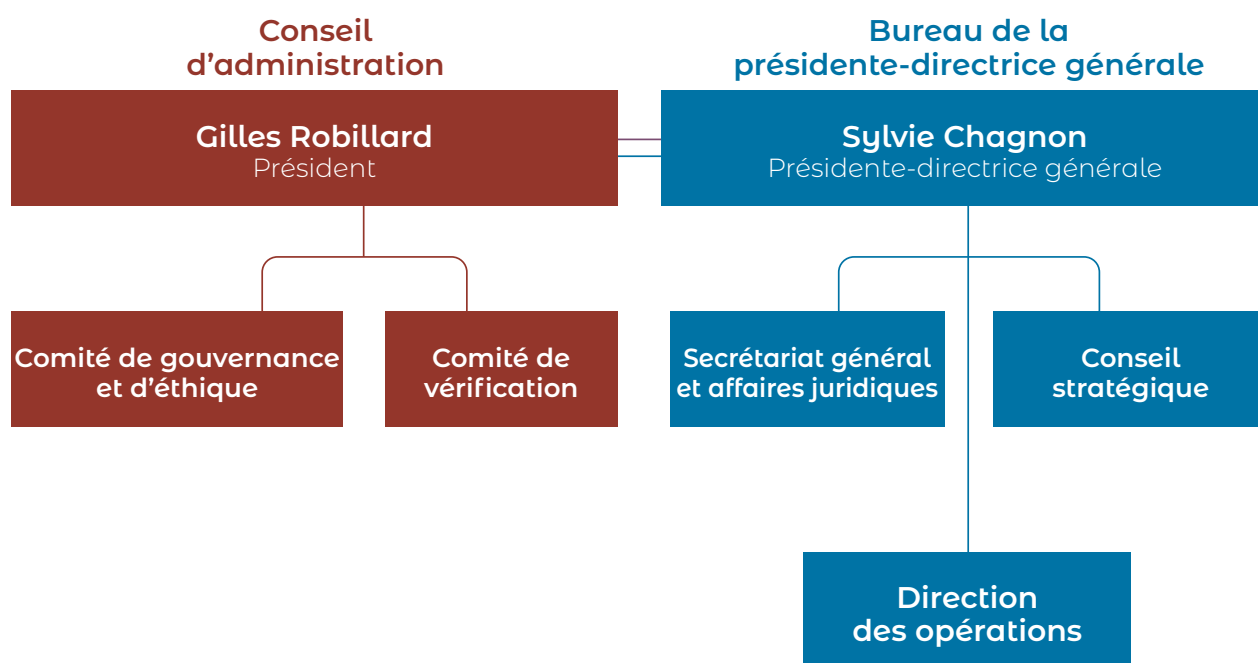 Conseil
d’administration
Bureau de la
présidente-directrice générale
Gilles Robillard
Président
Sylvie Chagnon
Présidente-directrice générale
Comité de gouvernance
et d’éthique
Comité de
vérification
Secrétariat général
et affaires juridiques
Conseil
stratégique
Direction
des opérations